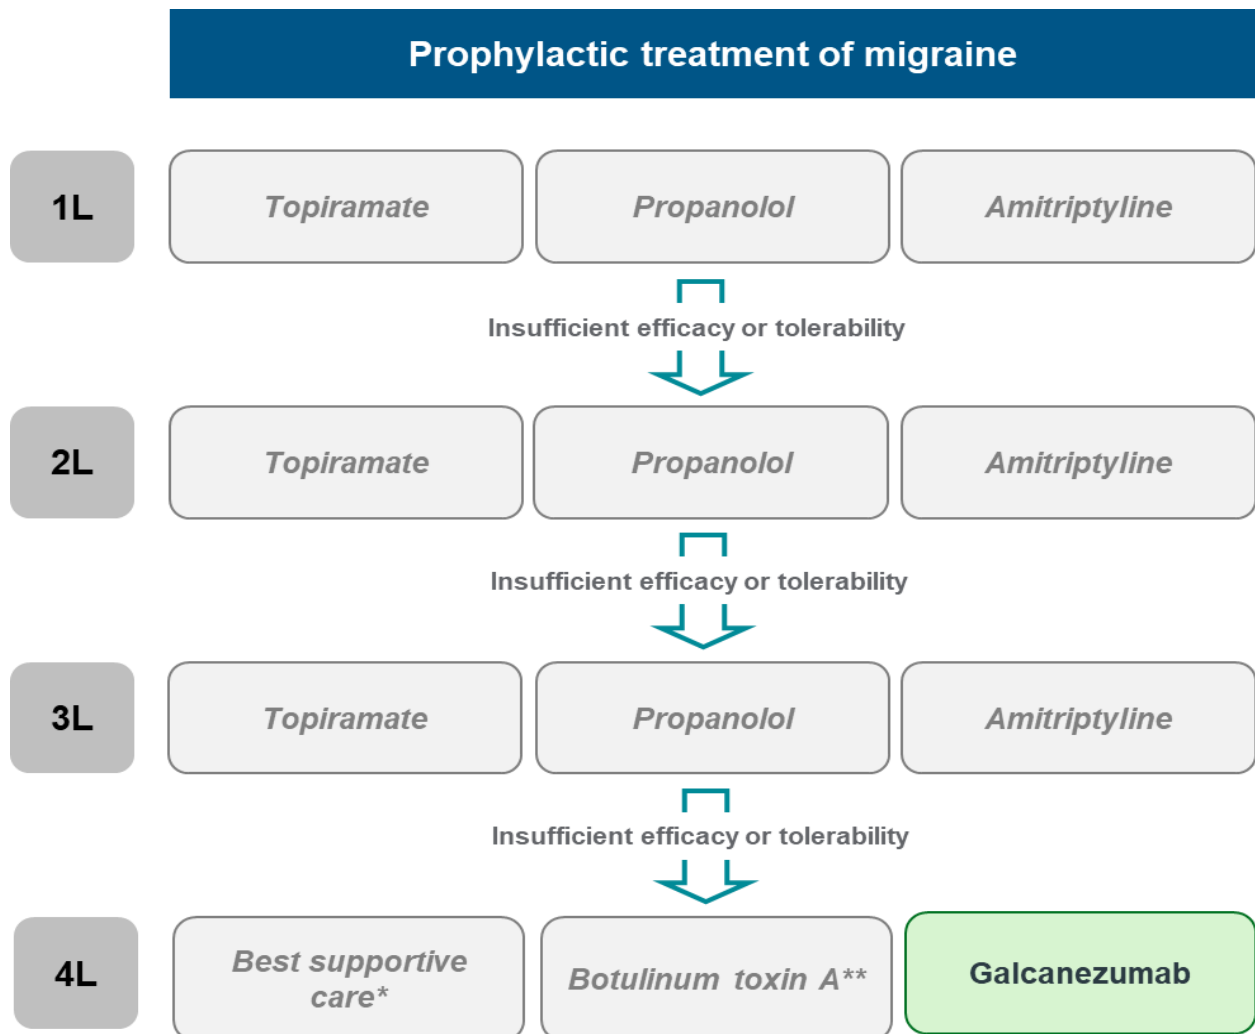 Prophylactic treatment of migraine
1L
Topiramate
Propanolol
Amitriptyline
Insufficient efficacy or tolerability
2L
Topiramate
Propanolol
Amitriptyline
Insufficient efficacy or tolerability
3L
Topiramate
Propanolol
Amitriptyline
Insufficient efficacy or tolerability
4L
Best supportive
care*
Botulinum toxin A**
Galcanezumab